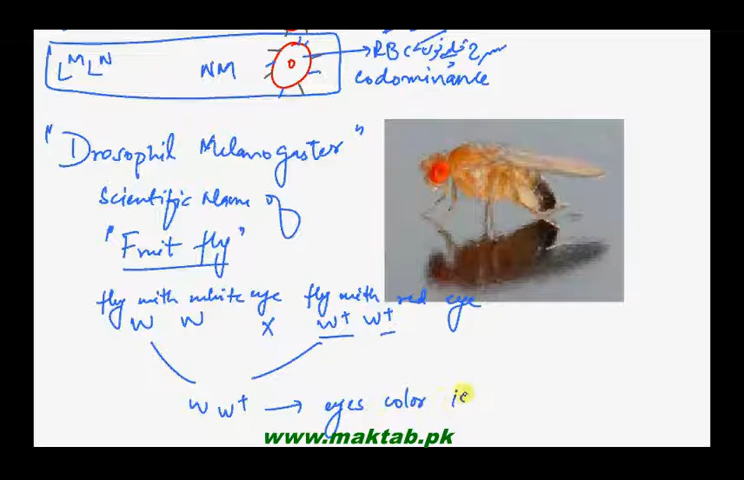 L^M L^N NM
RBC
codominance
"Drosophil Melanogaster"
Scientific Name of
"Fruit fly"
fly with white eye fly with red eye
w w x w+ w+
w w+ → eyes color is
www.maktab.pk